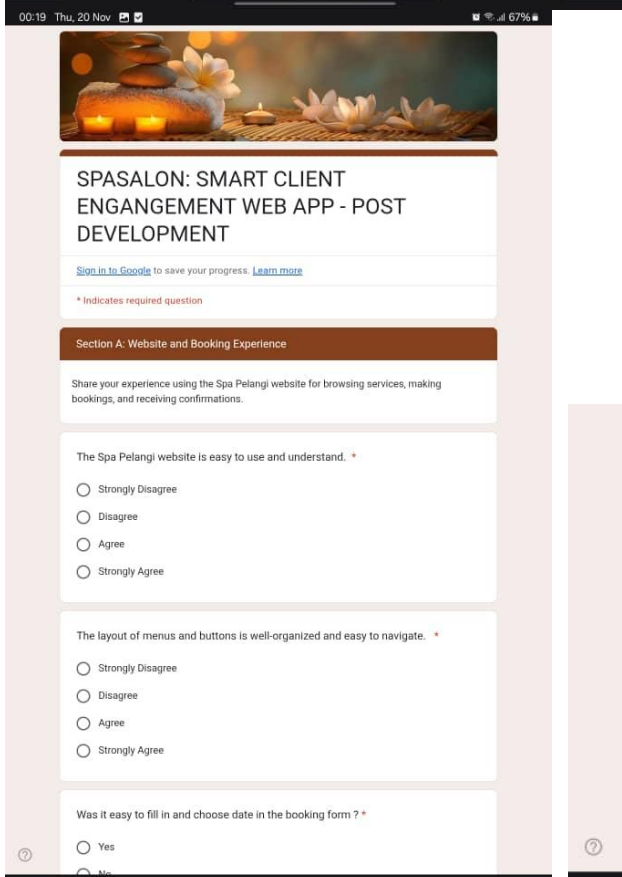 00:19 Thu, 20 Nov
67%
SPASALON: SMART CLIENT
ENGANGEMENT WEB APP - POST
DEVELOPMENT
Sign in to Google to save your progress. Learn more
* Indicates required question
Section A: Website and Booking Experience
Share your experience using the Spa Pelangi website for browsing services, making
bookings, and receiving confirmations.
The Spa Pelangi website is easy to use and understand. *
Strongly Disagree
Disagree
Agree
Strongly Agree
The layout of menus and buttons is well-organized and easy to navigate. *
Strongly Disagree
Disagree
Agree
Strongly Agree
Was it easy to fill in and choose date in the booking form ? *
Yes
No